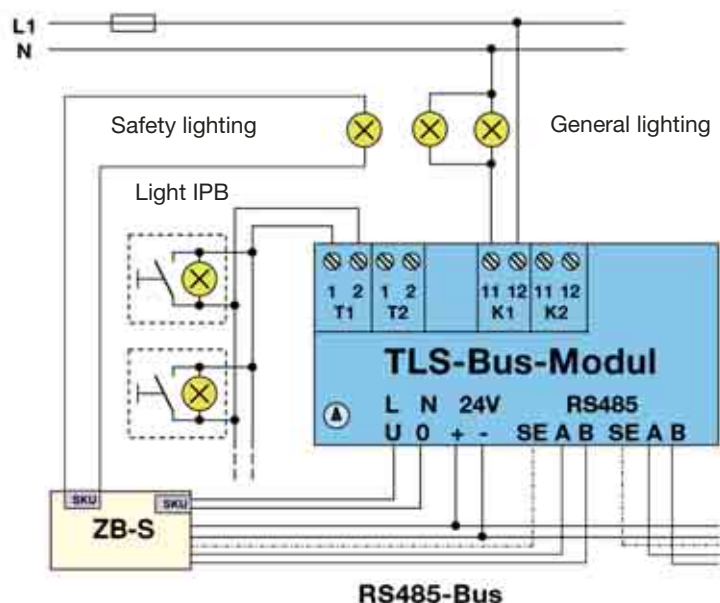 L1
N
Safety lighting
General lighting
Light IPB
1 2 1 2 11 12 11 12
T1 T2 K1 K2
TLS-Bus-Modul
L N 24V RS485
U 0 + - SE A B SE A B
SKU
SKU
ZB-S
RS485-Bus